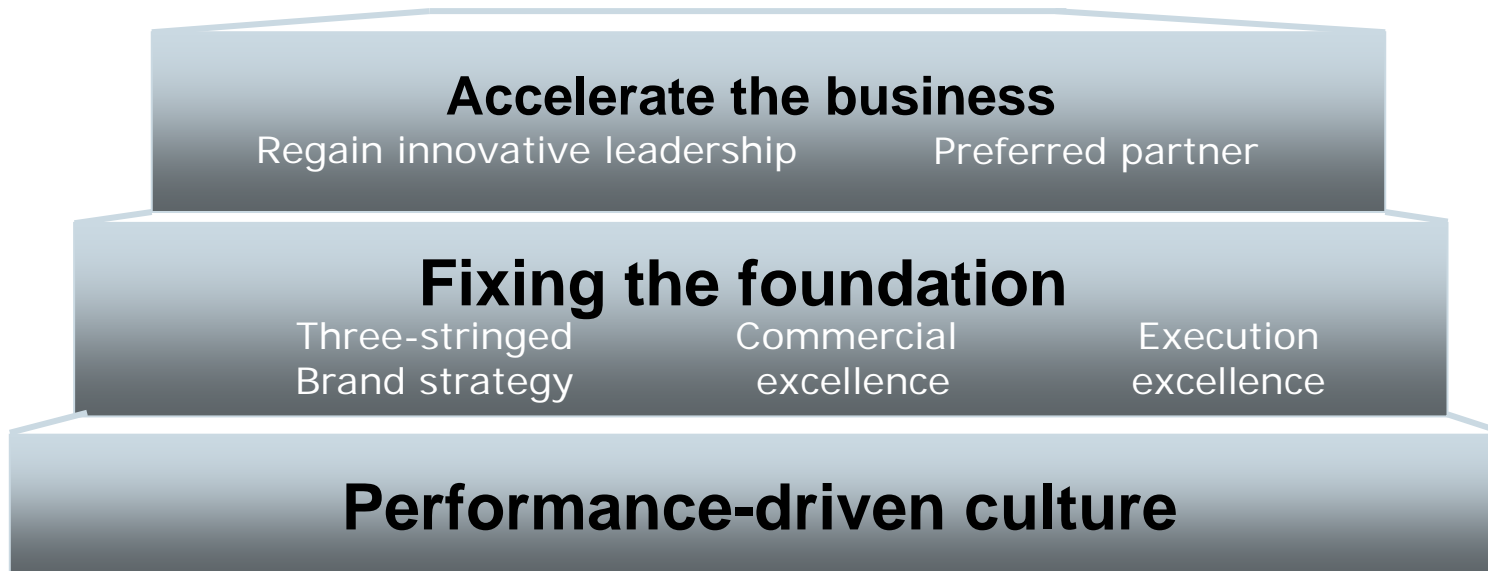 Accelerate the business
Regain innovative leadership Preferred partner
Fixing the foundation
Three-stringed Commercial Execution
Brand strategy excellence excellence
Performance-driven culture